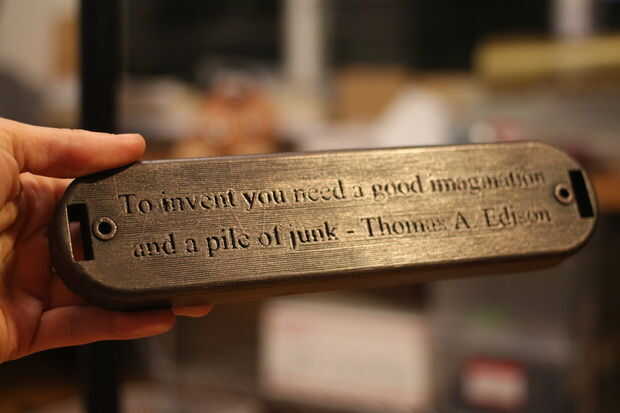 To invent you need a good imagination
and a pile of junk - Thomas A. Edison